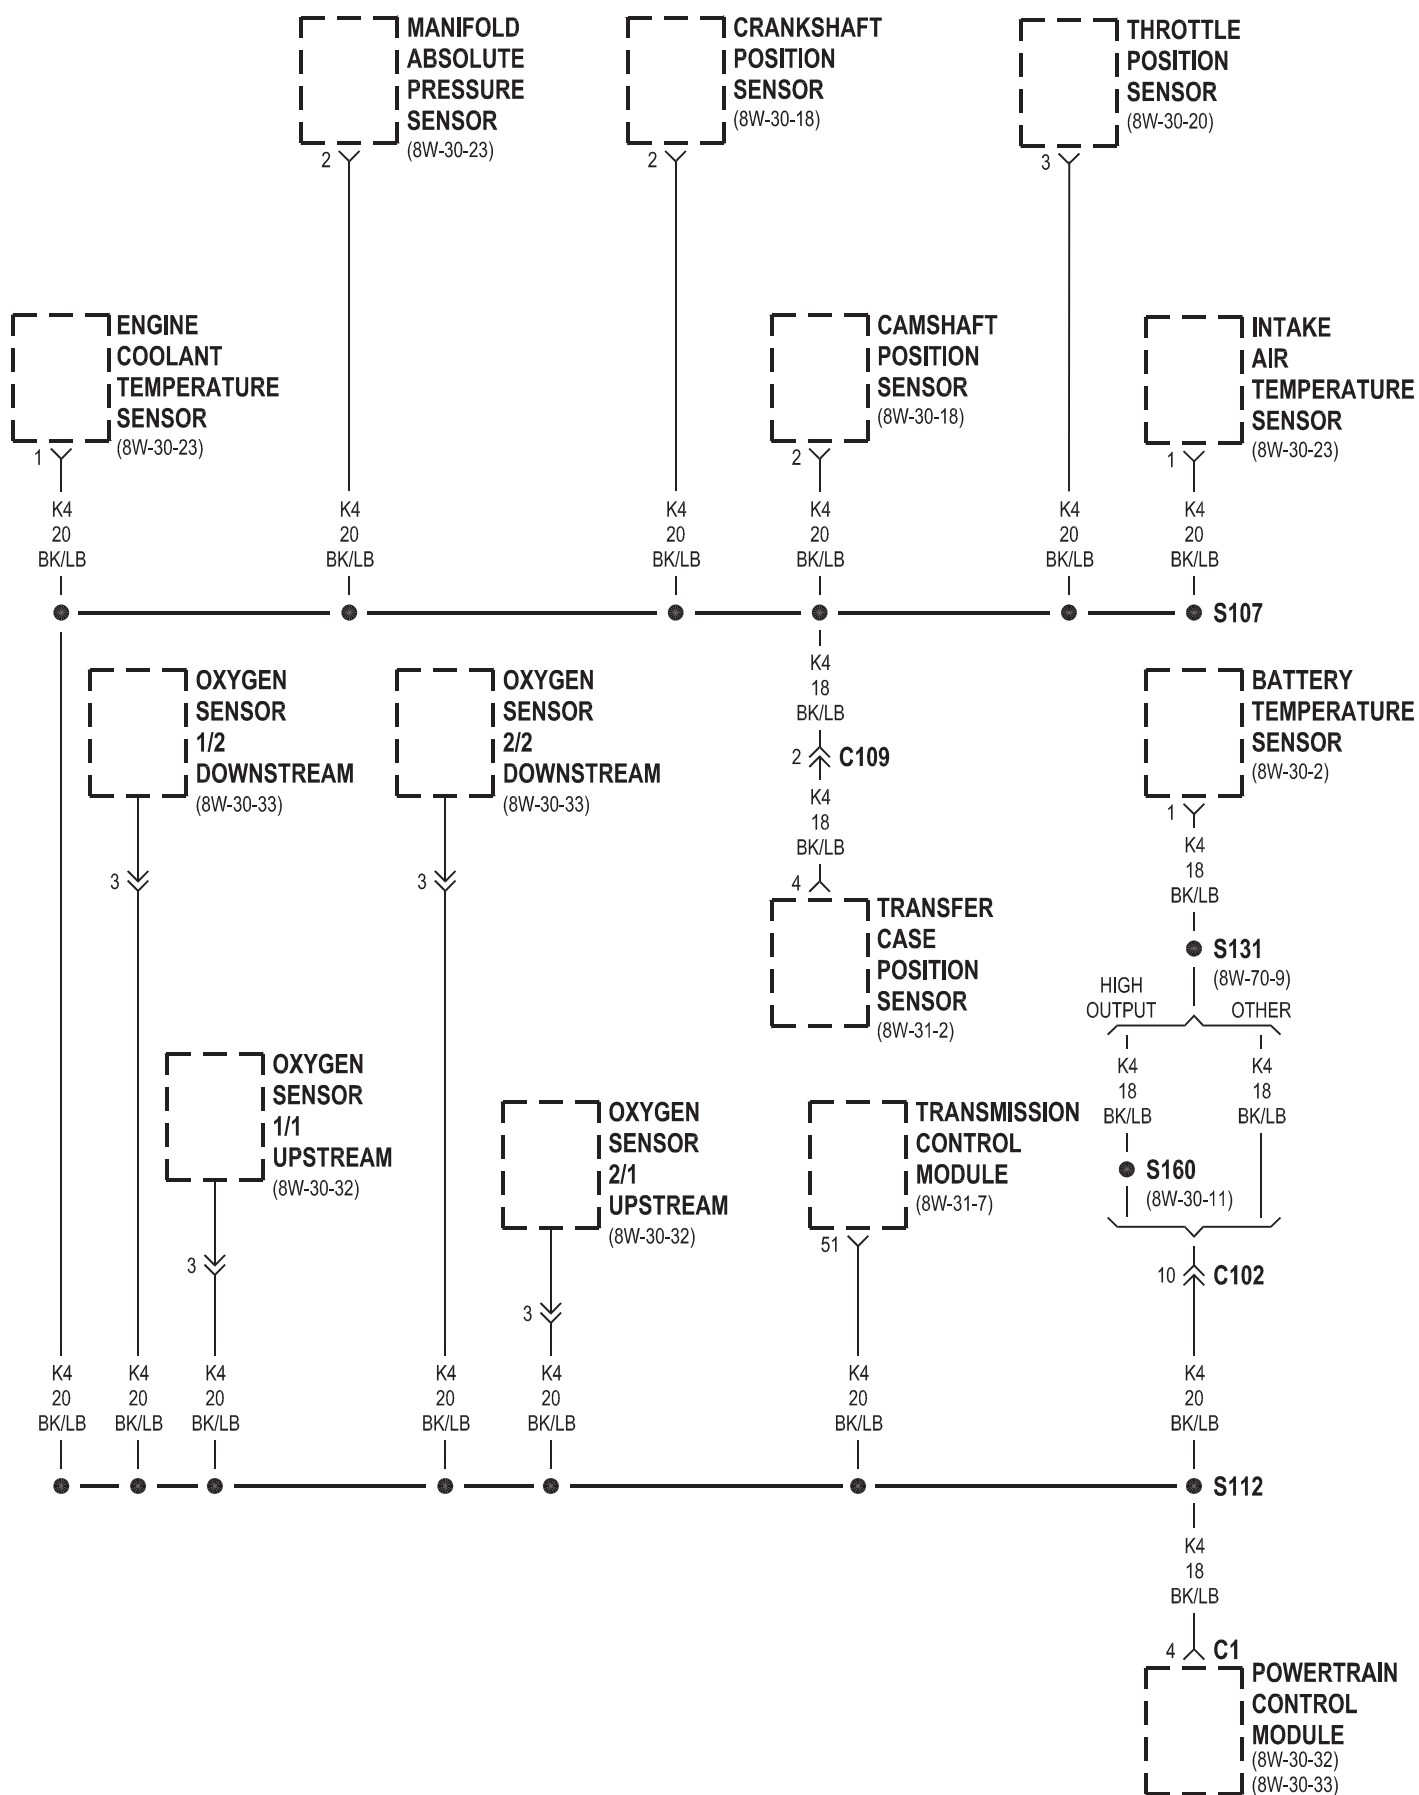 MANIFOLD
ABSOLUTE
PRESSURE
SENSOR
(8W-30-23)
2
CRANKSHAFT
POSITION
SENSOR
(8W-30-18)
2
THROTTLE
POSITION
SENSOR
(8W-30-20)
3
ENGINE
COOLANT
TEMPERATURE
SENSOR
(8W-30-23)
1
CAMSHAFT
POSITION
SENSOR
(8W-30-18)
2
INTAKE
AIR
TEMPERATURE
SENSOR
(8W-30-23)
1
K4 K4 K4 K4 K4 K4
20 20 20 20 20 20
BK/LB BK/LB BK/LB BK/LB BK/LB BK/LB
S107
OXYGEN
SENSOR
1/2
DOWNSTREAM
(8W-30-33)
3
OXYGEN
SENSOR
2/2
DOWNSTREAM
(8W-30-33)
3
K4
18
BK/LB
2 C109
K4
18
BK/LB
4
TRANSFER
CASE
POSITION
SENSOR
(8W-31-2)
BATTERY
TEMPERATURE
SENSOR
(8W-30-2)
1
K4
18
BK/LB
S131
(8W-70-9)
HIGH
OUTPUT OTHER
K4 K4
18 18
BK/LB BK/LB
S160
(8W-30-11)
10 C102
OXYGEN
SENSOR
1/1
UPSTREAM
(8W-30-32)
3
OXYGEN
SENSOR
2/1
UPSTREAM
(8W-30-32)
3
TRANSMISSION
CONTROL
MODULE
(8W-31-7)
51
K4 K4 K4 K4 K4 K4 K4
20 20 20 20 20 20 20
BK/LB BK/LB BK/LB BK/LB BK/LB BK/LB BK/LB
S112
K4
18
BK/LB
4 C1
POWERTRAIN
CONTROL
MODULE
(8W-30-32)
(8W-30-33)